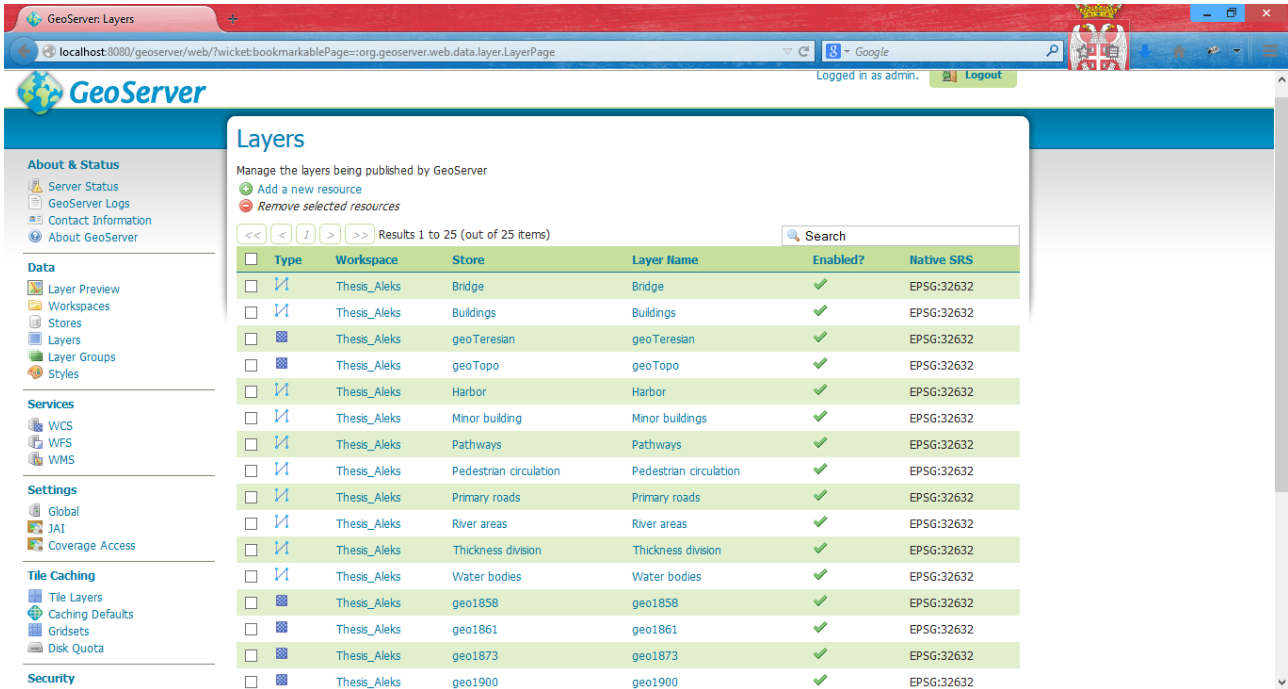 GeoServer: Layers
localhost:8080/geoserver/web/?wicket:bookmarkablePage=:org.geoserver.web.data.layer.LayerPage
Google
GeoServer
Logged in as admin.
Logout
About & Status
Server Status
GeoServer Logs
Contact Information
About GeoServer
Data
Layer Preview
Workspaces
Stores
Layers
Layer Groups
Styles
Services
WCS
WFS
WMS
Settings
Global
JAI
Coverage Access
Tile Caching
Tile Layers
Caching Defaults
Gridsets
Disk Quota
Security
Layers
Manage the layers being published by GeoServer
Add a new resource
Remove selected resources
<< < 1 > >> Results 1 to 25 (out of 25 items) Search
Type Workspace Store Layer Name Enabled? Native SRS
Thesis_Aleks Bridge Bridge EPSG:32632
Thesis_Aleks Buildings Buildings EPSG:32632
Thesis_Aleks geoTeresian geoTeresian EPSG:32632
Thesis_Aleks geoTopo geoTopo EPSG:32632
Thesis_Aleks Harbor Harbor EPSG:32632
Thesis_Aleks Minor building Minor buildings EPSG:32632
Thesis_Aleks Pathways Pathways EPSG:32632
Thesis_Aleks Pedestrian circulation Pedestrian circulation EPSG:32632
Thesis_Aleks Primary roads Primary roads EPSG:32632
Thesis_Aleks River areas River areas EPSG:32632
Thesis_Aleks Thickness division Thickness division EPSG:32632
Thesis_Aleks Water bodies Water bodies EPSG:32632
Thesis_Aleks geo1858 geo1858 EPSG:32632
Thesis_Aleks geo1861 geo1861 EPSG:32632
Thesis_Aleks geo1873 geo1873 EPSG:32632
Thesis_Aleks geo1900 geo1900 EPSG:32632